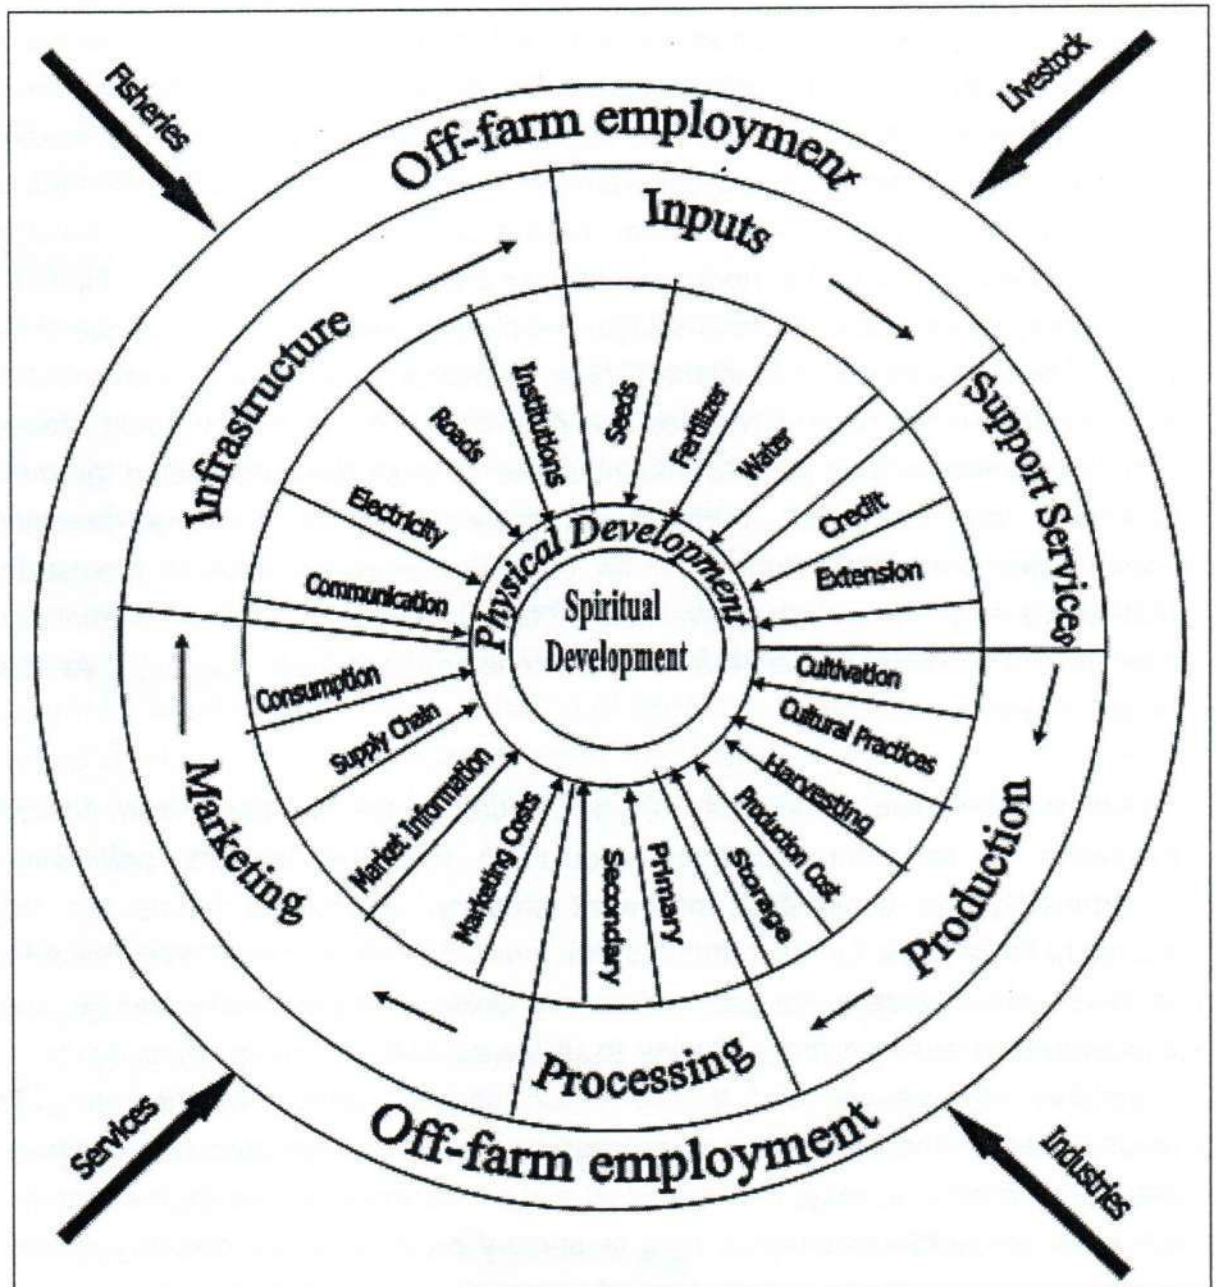 Fisheries
Livestock
Off-farm employment
Inputs
Support Services
Production
Processing
Marketing
Infrastructure
Seeds
Fertilizer
Water
Credit
Extension
Cultivation
Cultural Practices
Harvesting
Production Cost
Storage
Primary
Secondary
Marketing Costs
Market Information
Supply Chain
Consumption
Communication
Electricity
Roads
Institutions
Physical Development
Spiritual
Development
Off-farm employment
Services
Industries